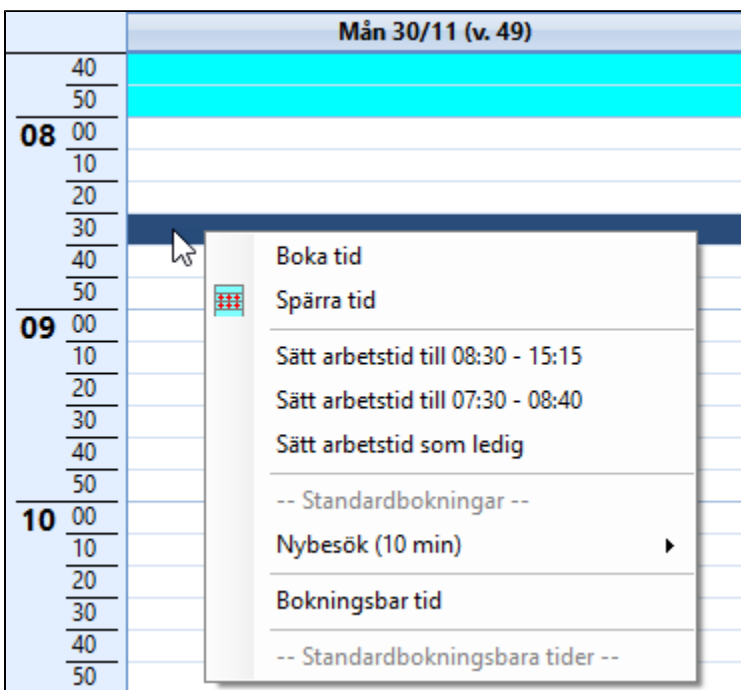 Mån 30/11 (v. 49)
40
50
08 00
10
20
30
40
50
09 00
10
20
30
40
50
10 00
10
20
30
40
50
Boka tid
Spärra tid
Sätt arbetstid till 08:30 - 15:15
Sätt arbetstid till 07:30 - 08:40
Sätt arbetstid som ledig
-- Standardbokningar --
Nybesök (10 min)
Bokningsbar tid
-- Standardbokningsbara tider --